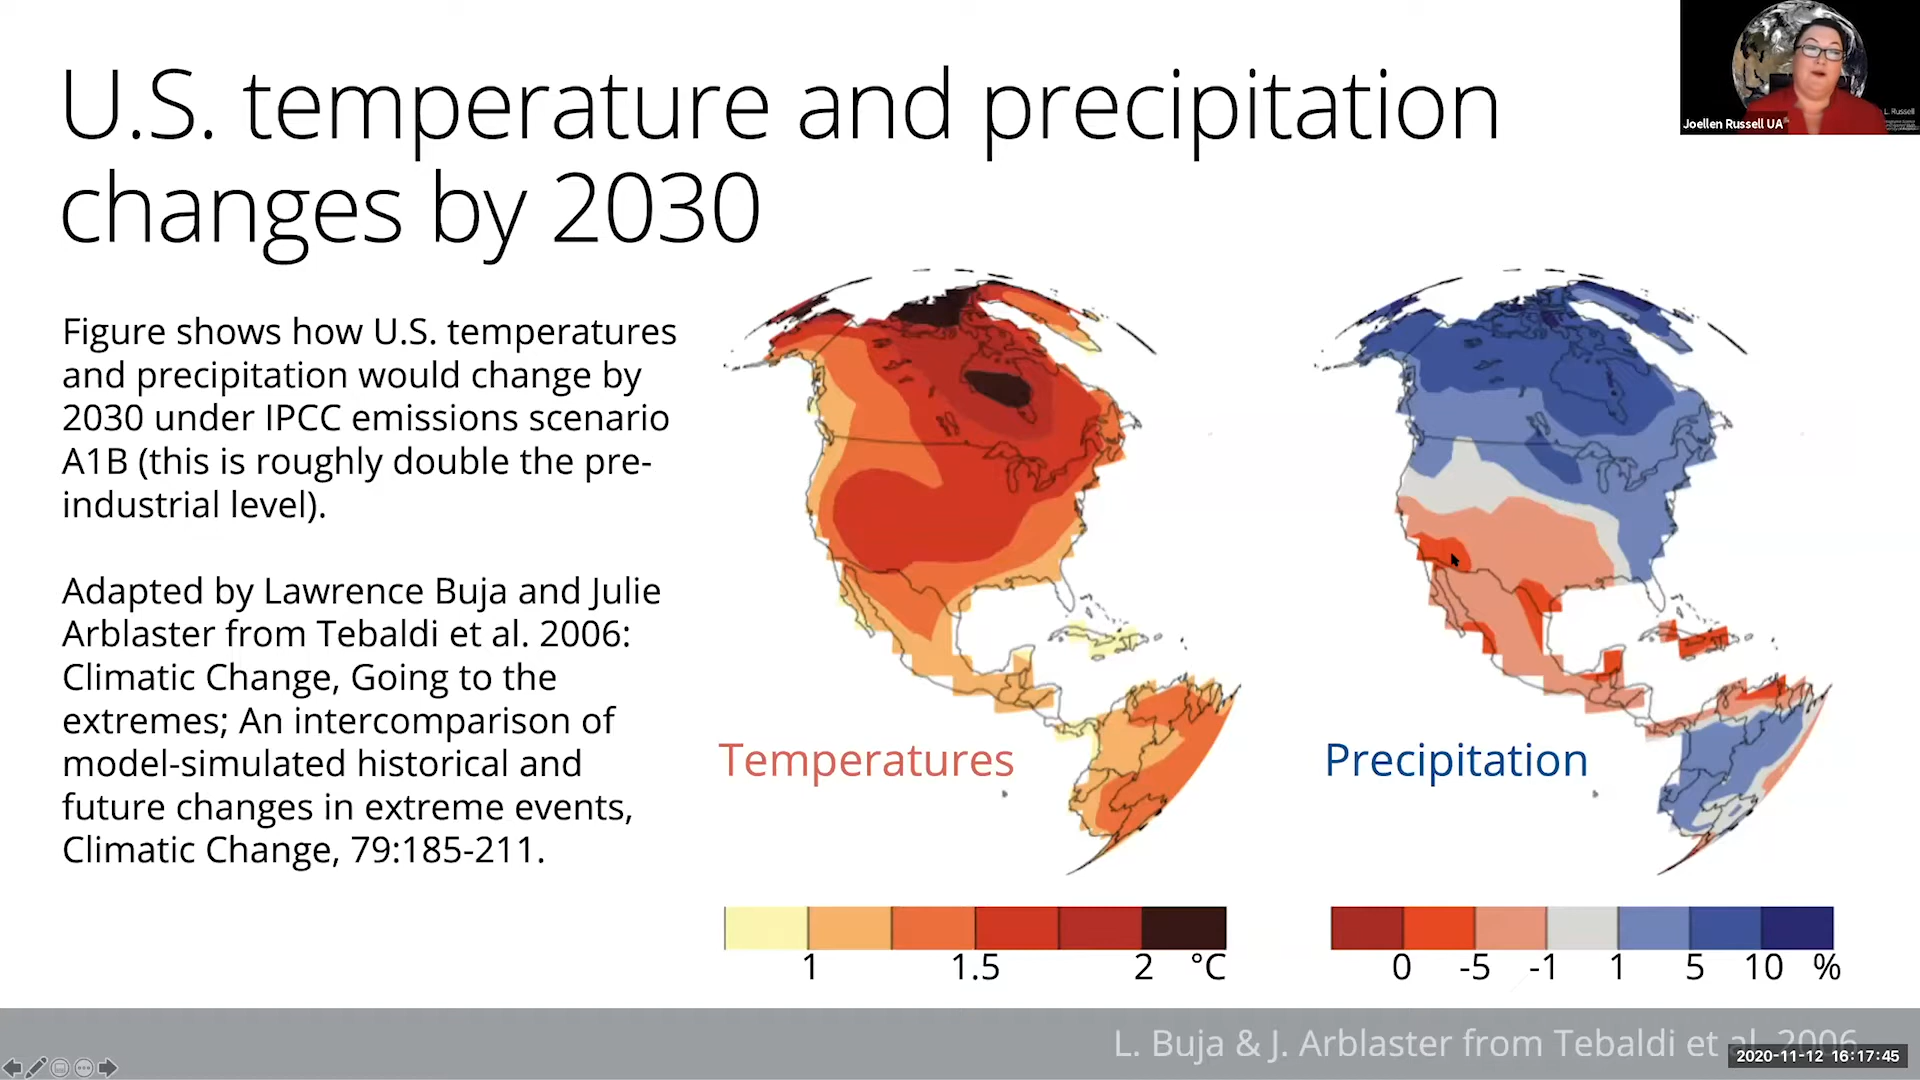 U.S. temperature and precipitation
changes by 2030
Joellen Russell UA
L. Russell
Figure shows how U.S. temperatures
and precipitation would change by
2030 under IPCC emissions scenario
A1B (this is roughly double the pre-
industrial level).
Adapted by Lawrence Buja and Julie
Arblaster from Tebaldi et al. 2006:
Climatic Change, Going to the
extremes; An intercomparison of
model-simulated historical and
future changes in extreme events,
Climatic Change, 79:185-211.
Temperatures
Precipitation
1 1.5 2 °C
0 -5 -1 1 5 10 %
L. Buja & J. Arblaster from Tebaldi et al. 2006
2020-11-12 16:17:45